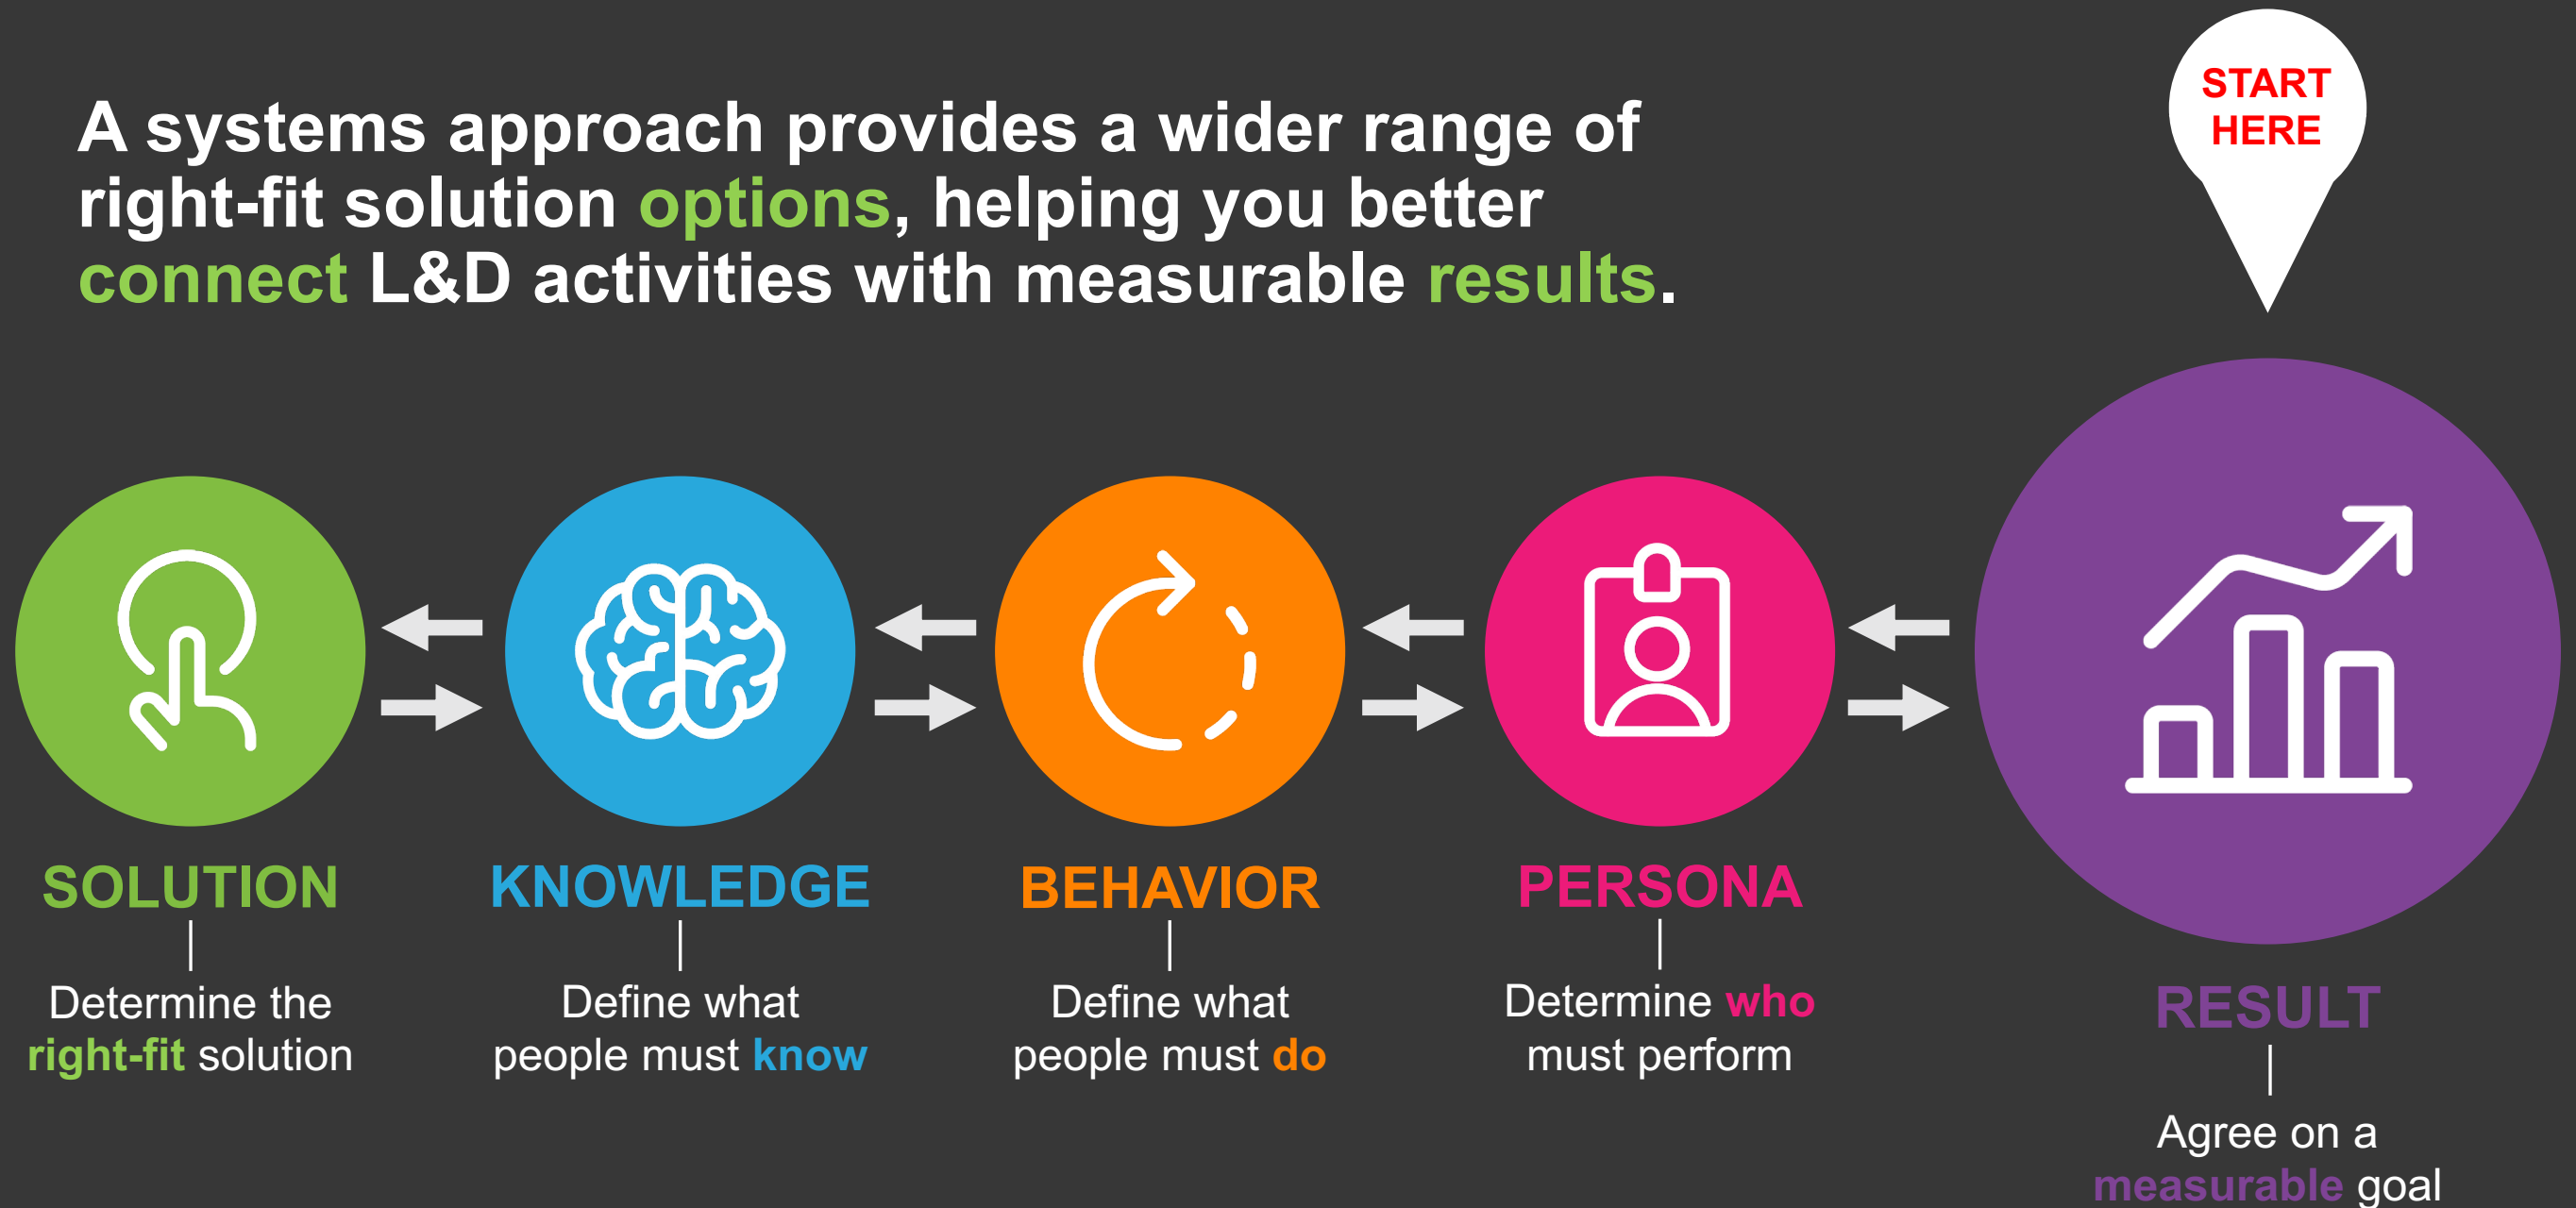 A systems approach provides a wider range of
right-fit solution options, helping you better
connect L&D activities with measurable results.
START
HERE
SOLUTION
Determine the
right-fit solution
KNOWLEDGE
Define what
people must know
BEHAVIOR
Define what
people must do
PERSONA
Determine who
must perform
RESULT
Agree on a
measurable goal